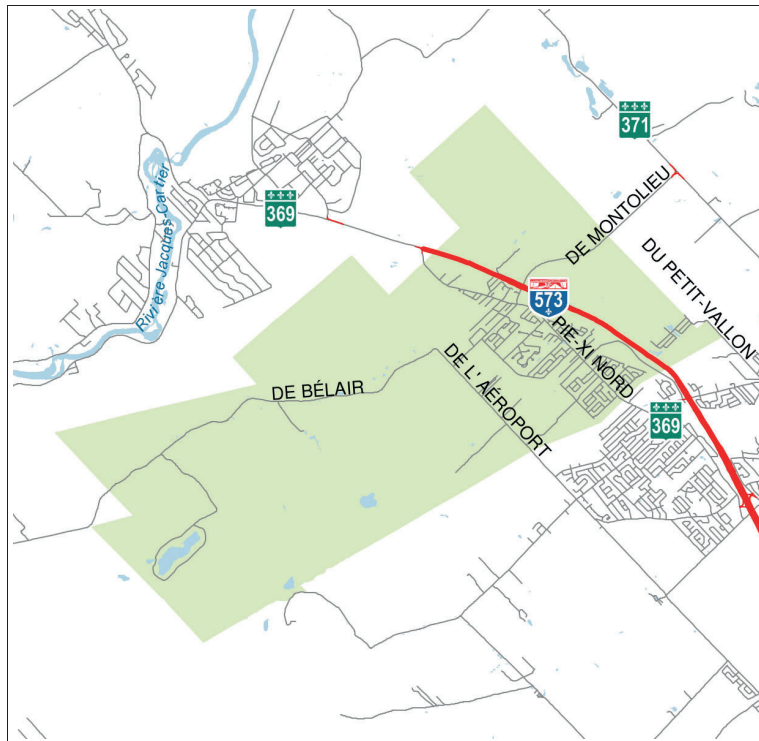 371
Rivière Jacques-Cartier
369
DE MONTOLIEU
DU PETIT-VALLON
573
PIE-XI NORD
DE L'AÉROPORT
DE BÉLAIR
369